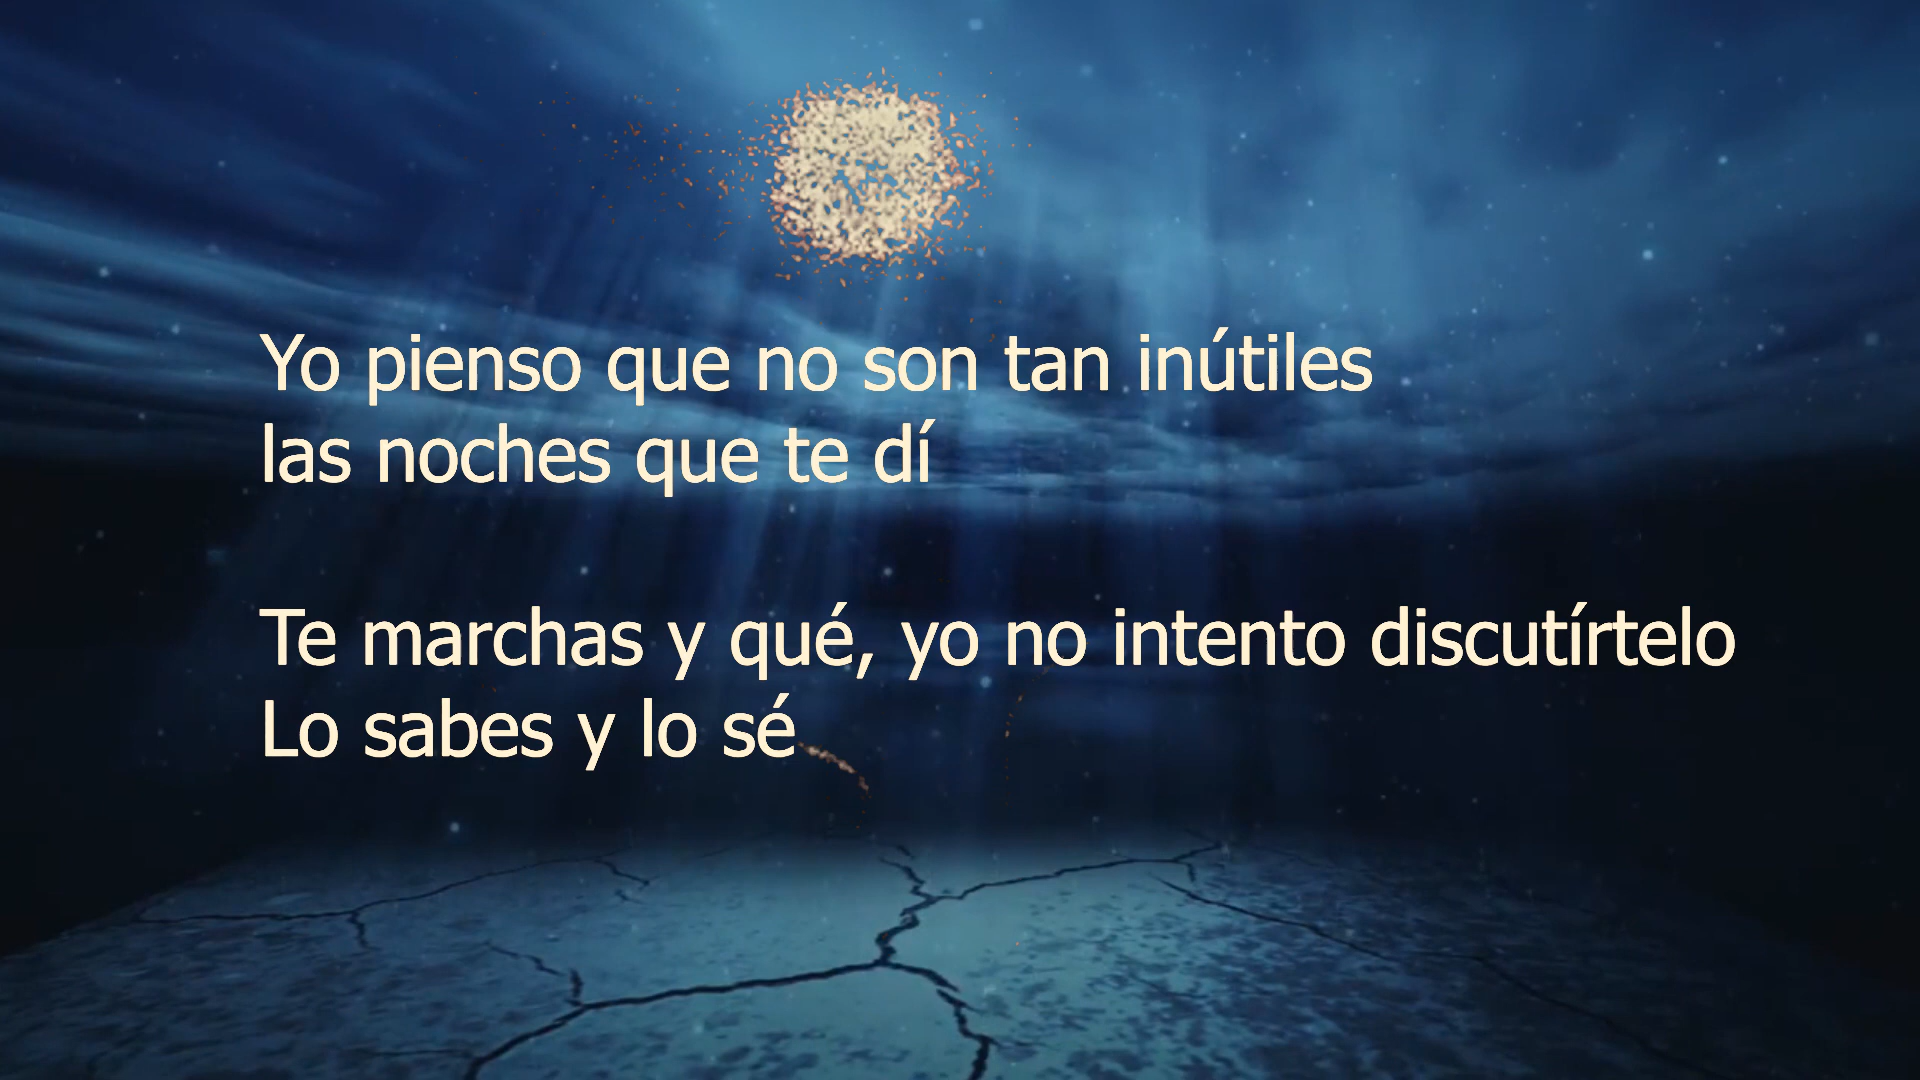 Yo pienso que no son tan inútiles
las noches que te dí
Te marchas y qué, yo no intento discutírtelo
Lo sabes y lo sé